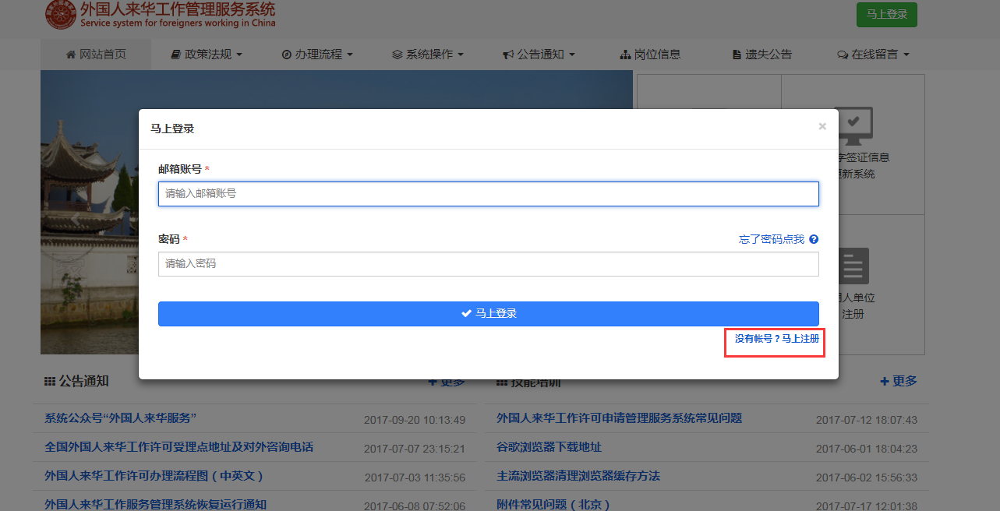 外国人来华工作管理服务系统
Service system for foreigners working in China
马上登录
网站首页 政策法规 办理流程 系统操作 公告通知 岗位信息 遗失公告 在线留言
马上登录 ×
字签证信息
更新系统
邮箱账号 *
请输入邮箱账号
密码 * 忘了密码点我
请输入密码
用人单位
注册
马上登录
没有帐号？马上注册
公告通知 更多
系统公众号“外国人来华服务” 2017-09-20 10:13:49
全国外国人来华工作许可受理点地址及对外咨询电话 2017-07-07 23:15:21
外国人来华工作许可办理流程图（中英文） 2017-07-03 11:35:56
外国人来华工作服务管理系统恢复运行通知 2017-06-08 07:52:06
技能培训 更多
外国人来华工作许可申请管理服务系统常见问题 2017-07-12 18:07:43
谷歌浏览器下载地址 2017-06-01 18:04:23
主流浏览器清理浏览器缓存方法 2017-06-02 15:56:33
附件常见问题（北京） 2017-07-17 12:01:38